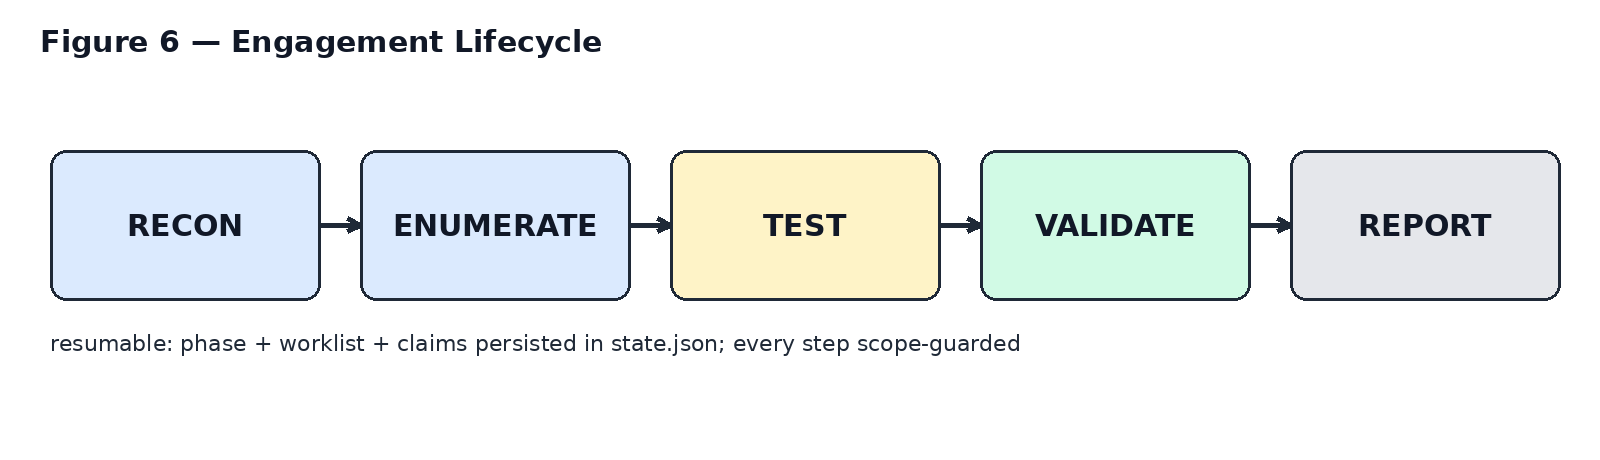 Figure 6 — Engagement Lifecycle
RECON
ENUMERATE
TEST
VALIDATE
REPORT
resumable: phase + worklist + claims persisted in state.json; every step scope-guarded